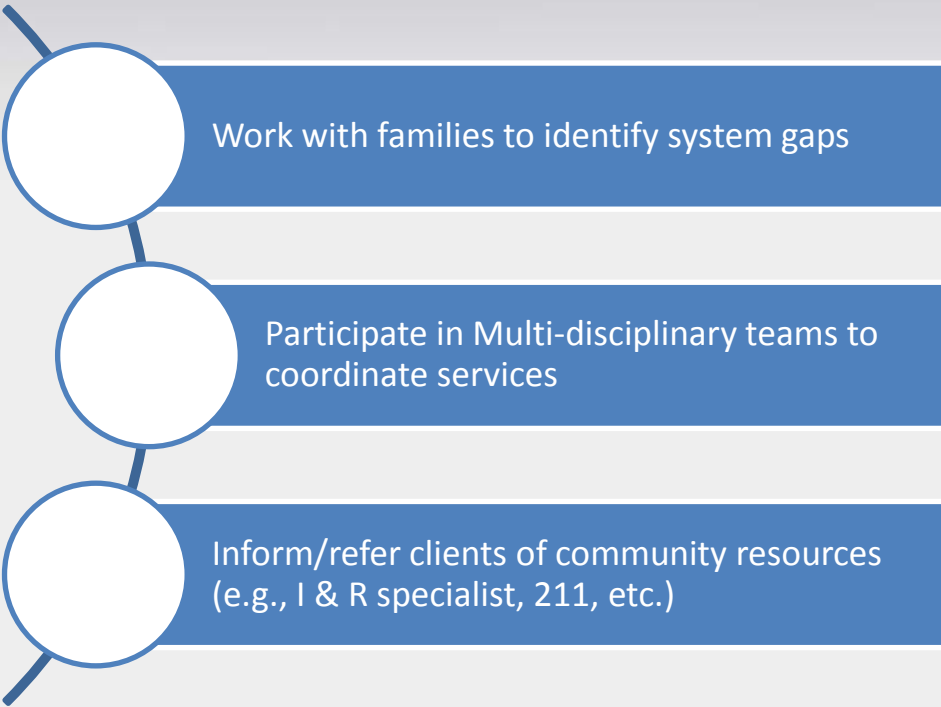 Work with families to identify system gaps
Participate in Multi-disciplinary teams to
coordinate services
Inform/refer clients of community resources
(e.g., I & R specialist, 211, etc.)